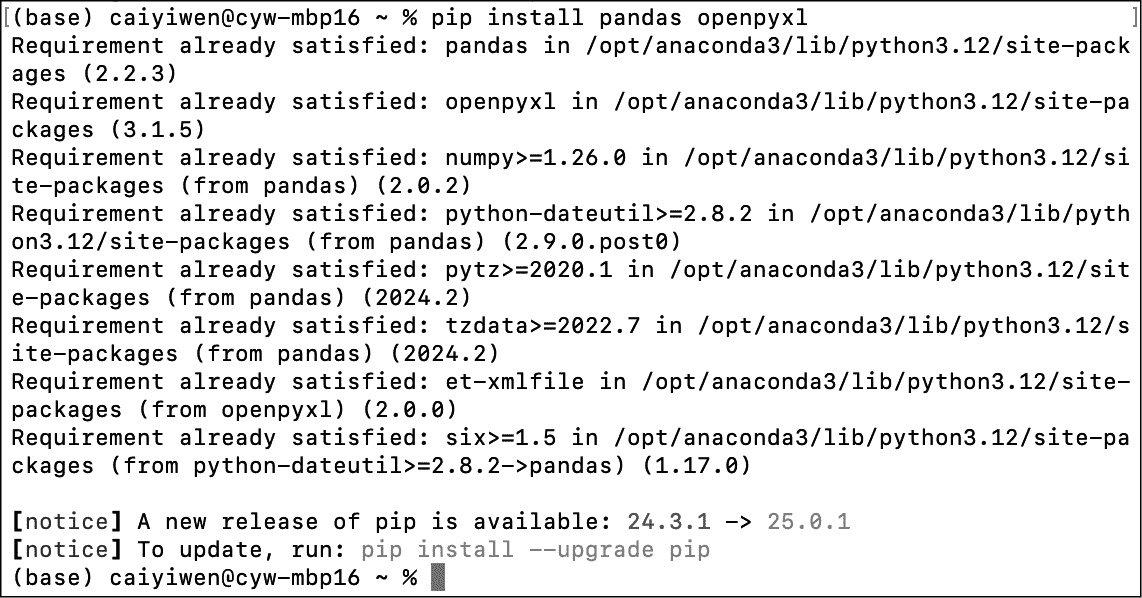 [(base) caiyiwen@cyw-mbp16 ~ % pip install pandas openpyxl ]
Requirement already satisfied: pandas in /opt/anaconda3/lib/python3.12/site-pack
ages (2.2.3)
Requirement already satisfied: openpyxl in /opt/anaconda3/lib/python3.12/site-pa
ckages (3.1.5)
Requirement already satisfied: numpy>=1.26.0 in /opt/anaconda3/lib/python3.12/si
te-packages (from pandas) (2.0.2)
Requirement already satisfied: python-dateutil>=2.8.2 in /opt/anaconda3/lib/pyth
on3.12/site-packages (from pandas) (2.9.0.post0)
Requirement already satisfied: pytz>=2020.1 in /opt/anaconda3/lib/python3.12/sit
e-packages (from pandas) (2024.2)
Requirement already satisfied: tzdata>=2022.7 in /opt/anaconda3/lib/python3.12/s
ite-packages (from pandas) (2024.2)
Requirement already satisfied: et-xmlfile in /opt/anaconda3/lib/python3.12/site-
packages (from openpyxl) (2.0.0)
Requirement already satisfied: six>=1.5 in /opt/anaconda3/lib/python3.12/site-pa
ckages (from python-dateutil>=2.8.2->pandas) (1.17.0)
[notice] A new release of pip is available: 24.3.1 -> 25.0.1
[notice] To update, run: pip install --upgrade pip
(base) caiyiwen@cyw-mbp16 ~ %